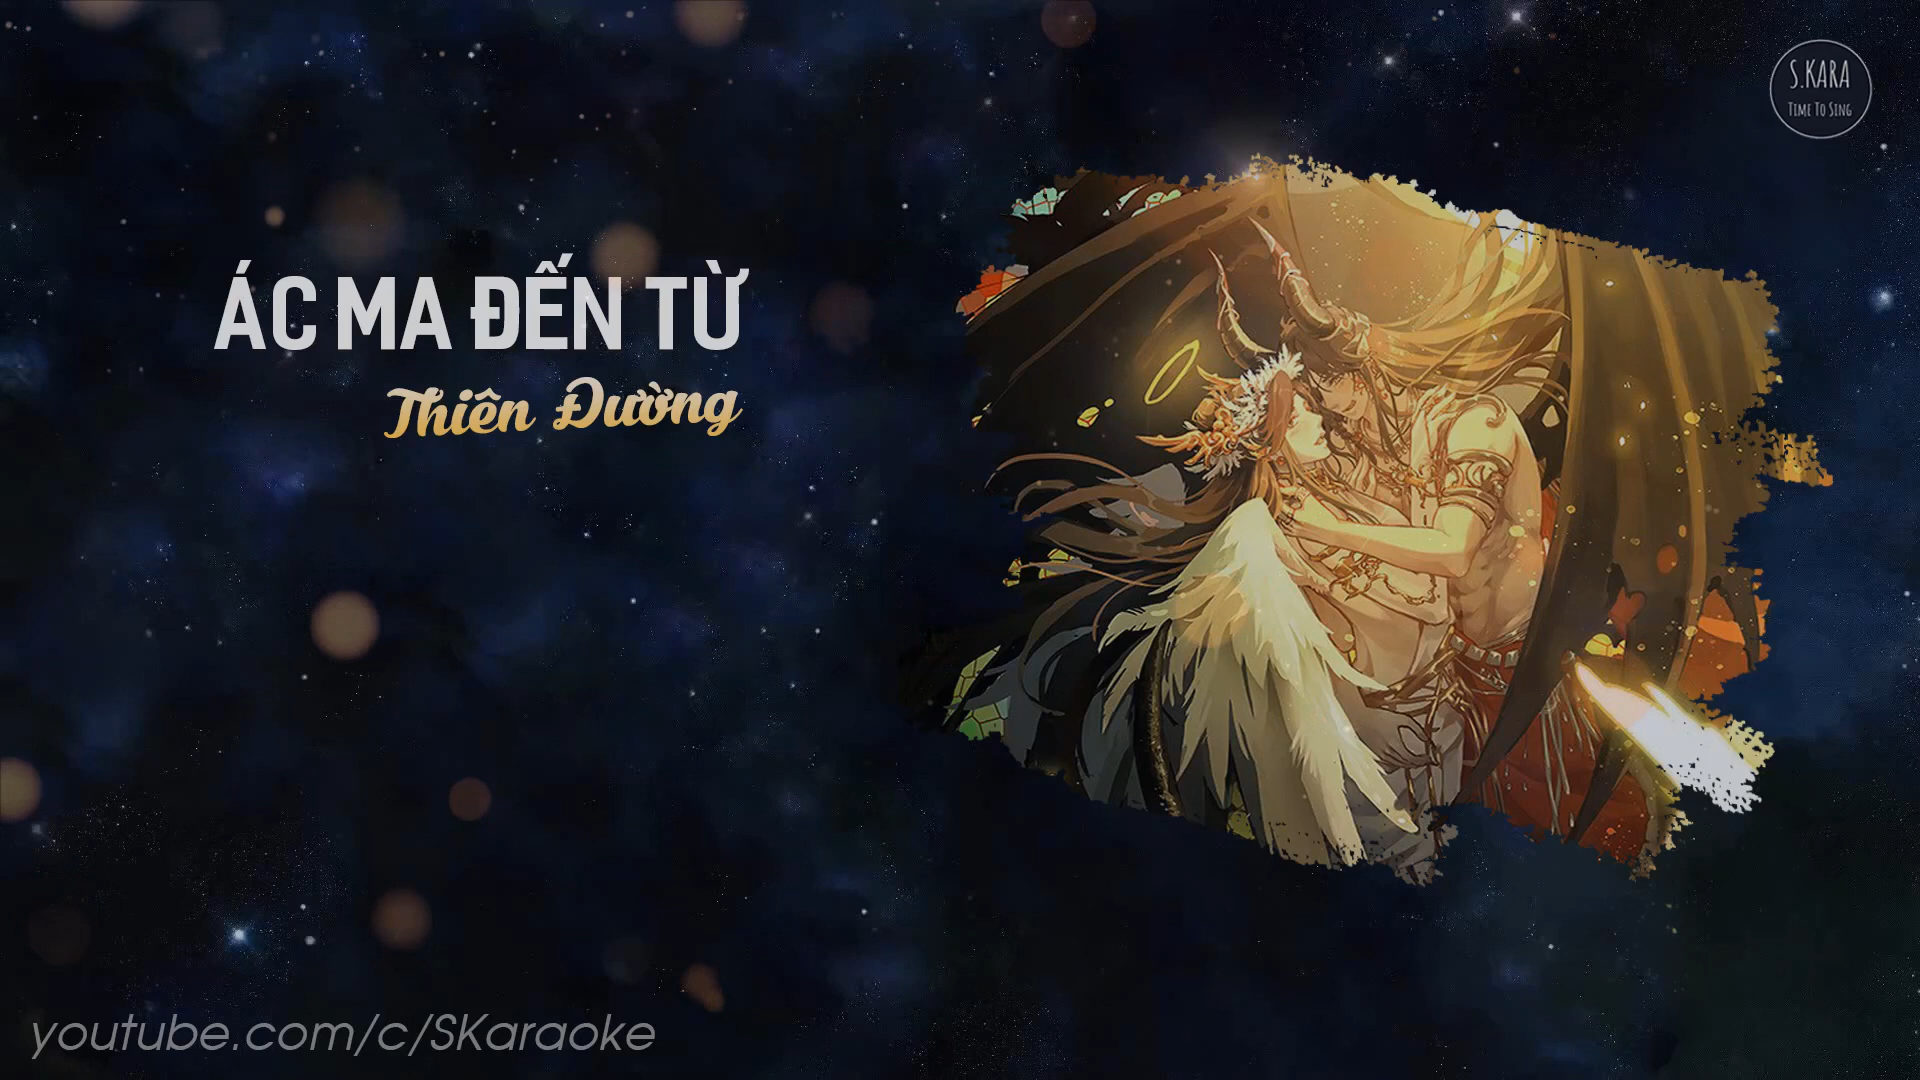 S.KARA
TIME TO SING
ÁC MA ĐẾN TỪ
Thiên Đường
youtube.com/c/SKaraoke